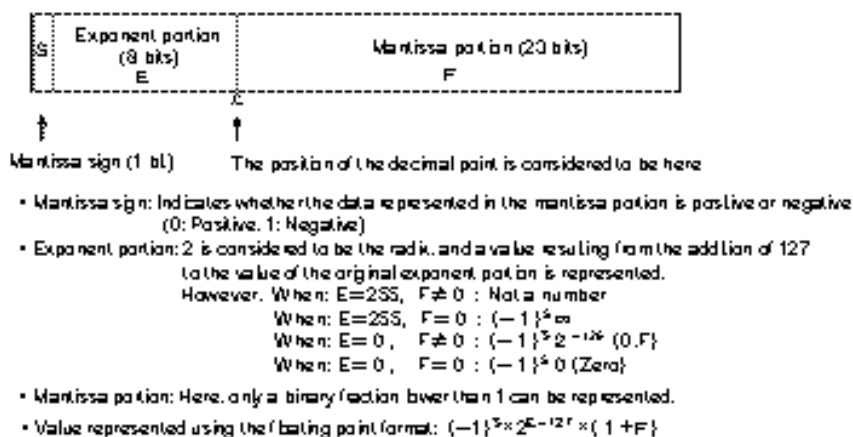 S
Exponent portion
(8 bits)
E
Mantissa portion (23 bits)
F
Mantissa sign (1 bit)
The position of the decimal point is considered to be here
• Mantissa sign: Indicates whether the data represented in the mantissa portion is positive or negative
(0: Positive, 1: Negative)
• Exponent portion: 2 is considered to be the radix, and a value resulting from the addition of 127
to the value of the original exponent portion is represented.
However, When: E=255, F≠0 : Not a number
When: E=255, F=0 : (−1)ˢ∞
When: E=0, F≠0 : (−1)ˢ2⁻¹²⁶ (0.F)
When: E=0, F=0 : (−1)ˢ0 (Zero)
• Mantissa portion: Here, only a binary fraction lower than 1 can be represented.
• Value represented using the floating point format: (−1)ˢ×2ᴱ⁻¹²⁷×(1+F)